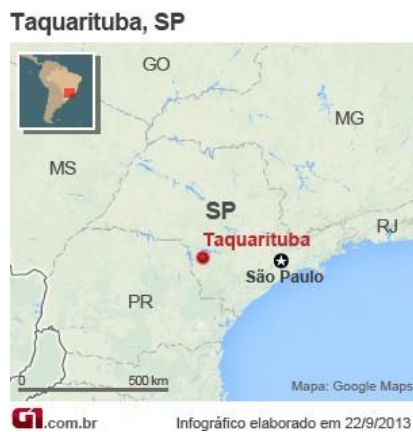 Taquarituba, SP
GO
MG
MS
SP
RJ
Taquarituba
São Paulo
PR
0 500 km
Mapa: Google Maps
G1.com.br Infográfico elaborado em 22/9/2013